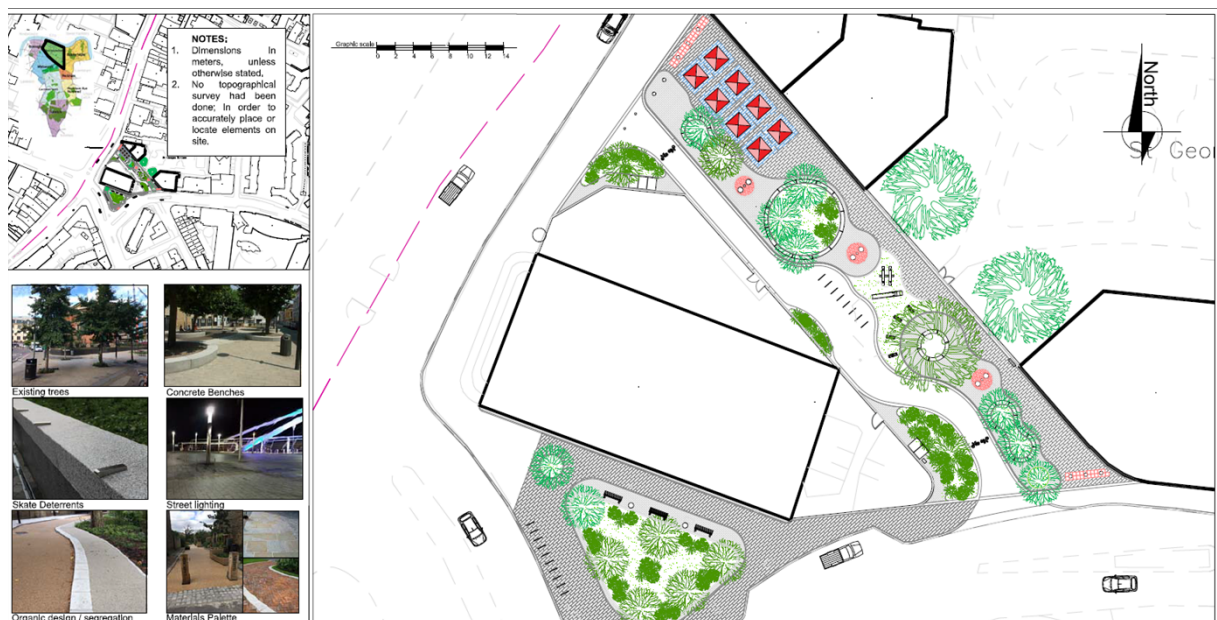 NOTES:
1. Dimensions in
meters, unless
otherwise stated.
2. No topographical
survey had been
done; In order to
accurately place or
locate elements on
site.
Graphic scale
0 2 4 6 8 10 12 14
North
St Geor
Existing trees
Concrete Benches
Skate Deterrents
Street lighting
Organic design / segregation
Materials Palette